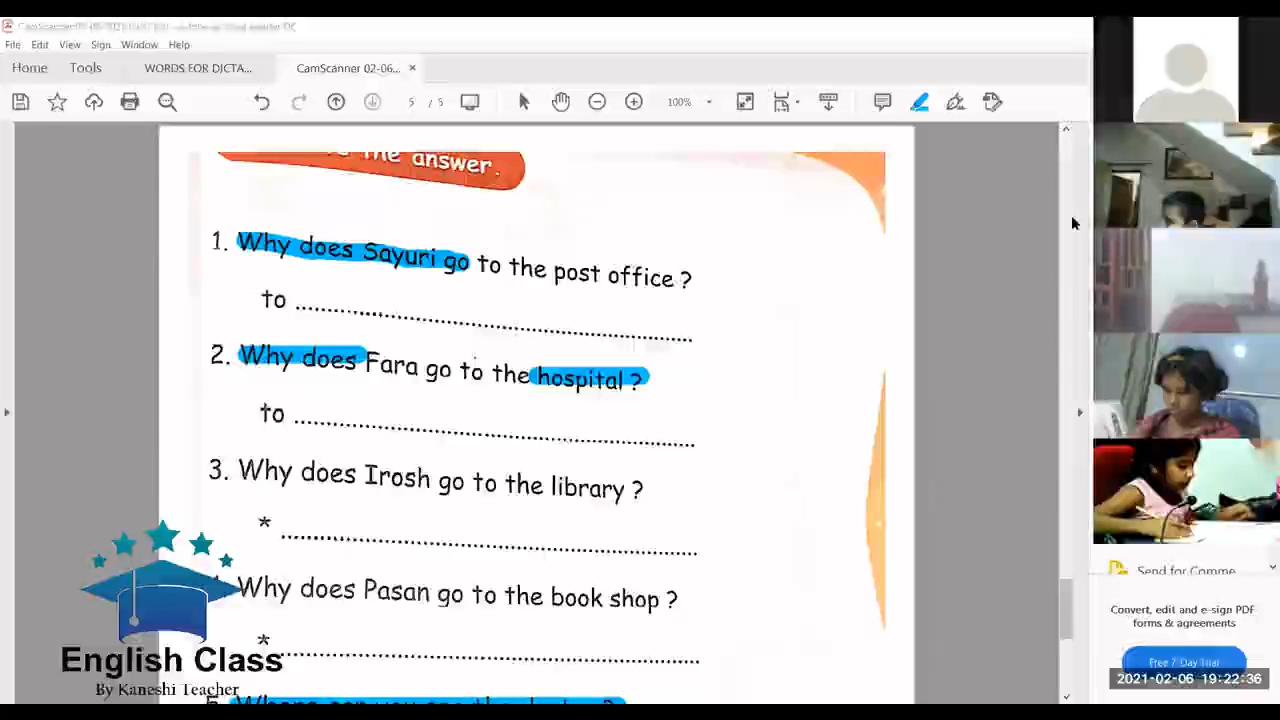 File Edit View Sign Window Help
Home Tools WORDS FOR DICTA... CamScanner 02-06... ×
5 / 5 100%
the answer.
1. Why does Sayuri go to the post office ?
to ..........................................................
2. Why does Fara go to the hospital ?
to ..........................................................
3. Why does Irosh go to the library ?
* ..........................................................
Why does Pasan go to the book shop ?
* ..........................................................
English Class
By Kaneshi Teacher
Send for Comme
Convert, edit and e-sign PDF
forms & agreements
Free 7 Day Trial
2021-02-06 19:22:36